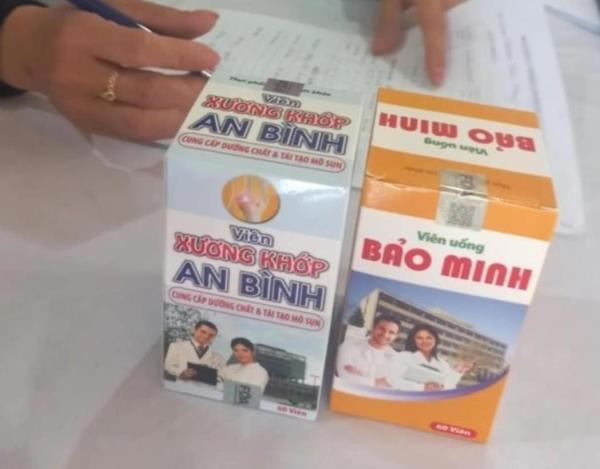 Viên
XƯƠNG KHỚP
AN BÌNH
CUNG CẤP DƯỠNG CHẤT & TÁI TẠO MÔ SỤN
Viên
XƯƠNG KHỚP
AN BÌNH
CUNG CẤP DƯỠNG CHẤT & TÁI TẠO MÔ SỤN
FDA
60 Viên
Viên uống
BẢO MINH
FDA
Viên uống
BẢO MINH
60 Viên